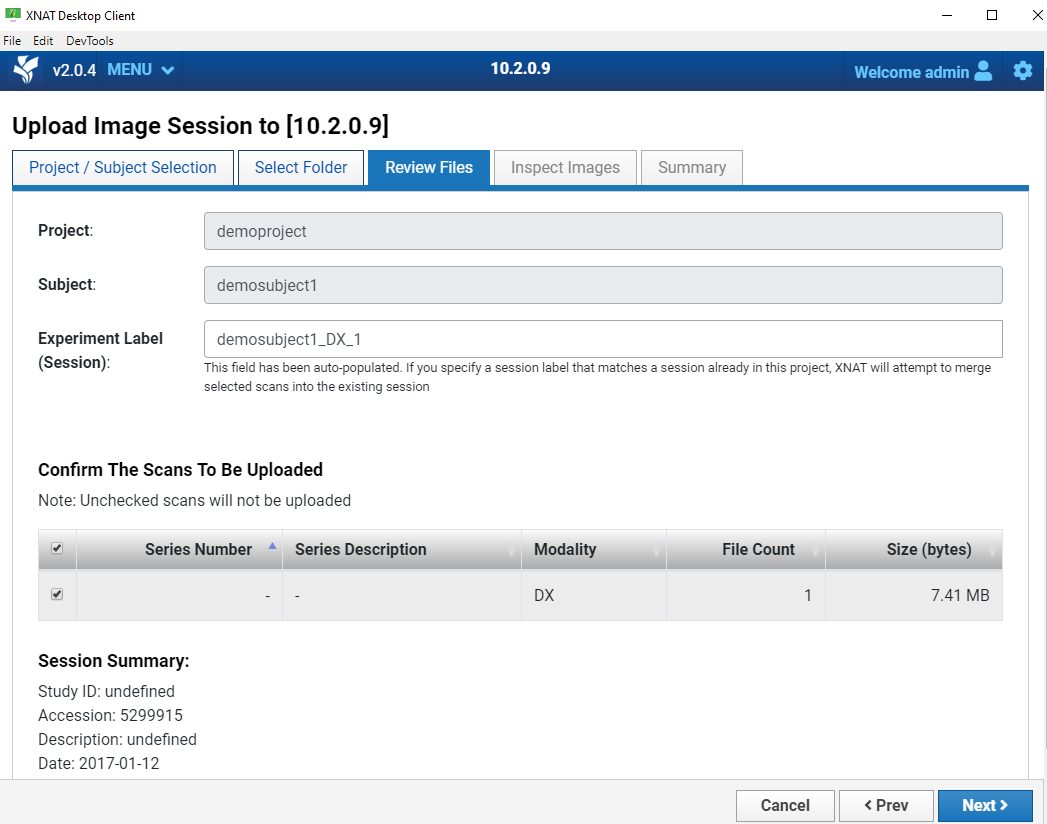 XNAT Desktop Client
File Edit DevTools
v2.0.4 MENU 10.2.0.9 Welcome admin
Upload Image Session to [10.2.0.9]
Project / Subject Selection Select Folder Review Files Inspect Images Summary
Project: demoproject
Subject: demosubject1
Experiment Label demosubject1_DX_1
(Session):
This field has been auto-populated. If you specify a session label that matches a session already in this project, XNAT will attempt to merge
selected scans into the existing session
Confirm The Scans To Be Uploaded
Note: Unchecked scans will not be uploaded
Series Number Series Description Modality File Count Size (bytes)
- - DX 1 7.41 MB
Session Summary:
Study ID: undefined
Accession: 5299915
Description: undefined
Date: 2017-01-12
Cancel Prev Next